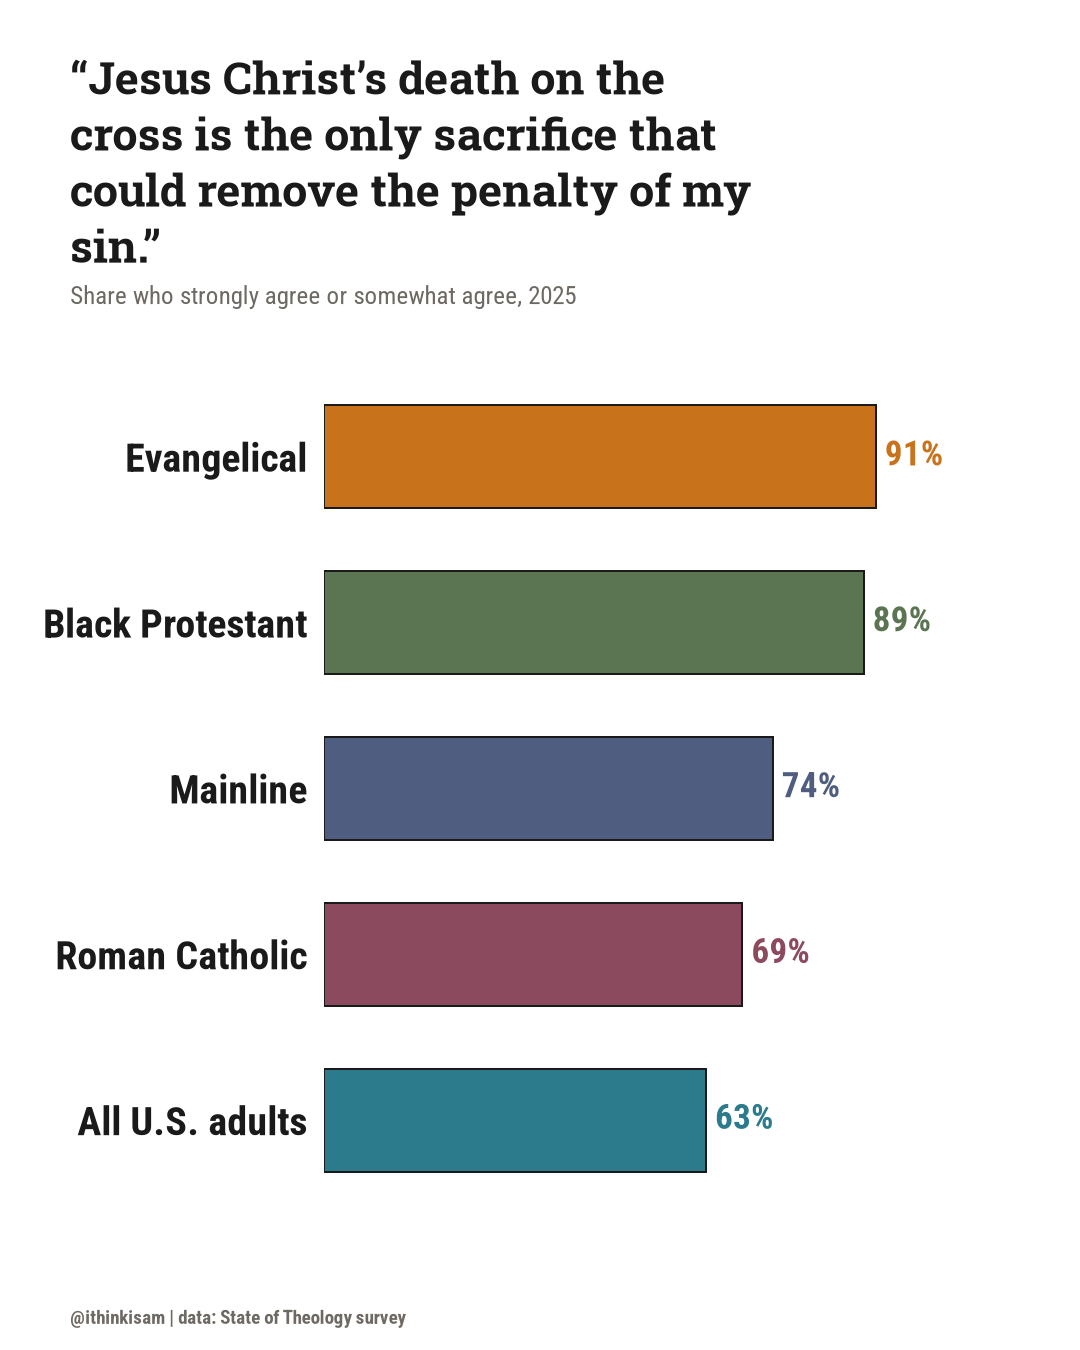 “Jesus Christ’s death on the
cross is the only sacrifice that
could remove the penalty of my
sin.”
Share who strongly agree or somewhat agree, 2025
Evangelical 91%
Black Protestant 89%
Mainline 74%
Roman Catholic 69%
All U.S. adults 63%
@ithinkisam | data: State of Theology survey